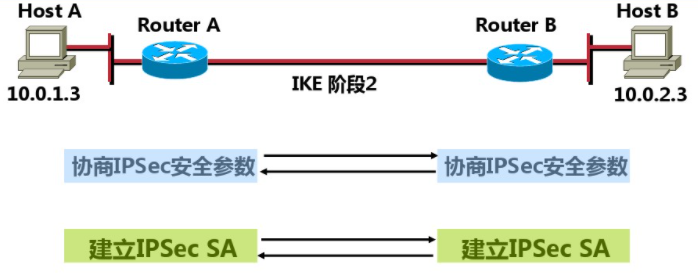 Host A
Router A
Router B
Host B
IKE 阶段2
10.0.1.3
10.0.2.3
协商IPSec安全参数
协商IPSec安全参数
建立IPSec SA
建立IPSec SA